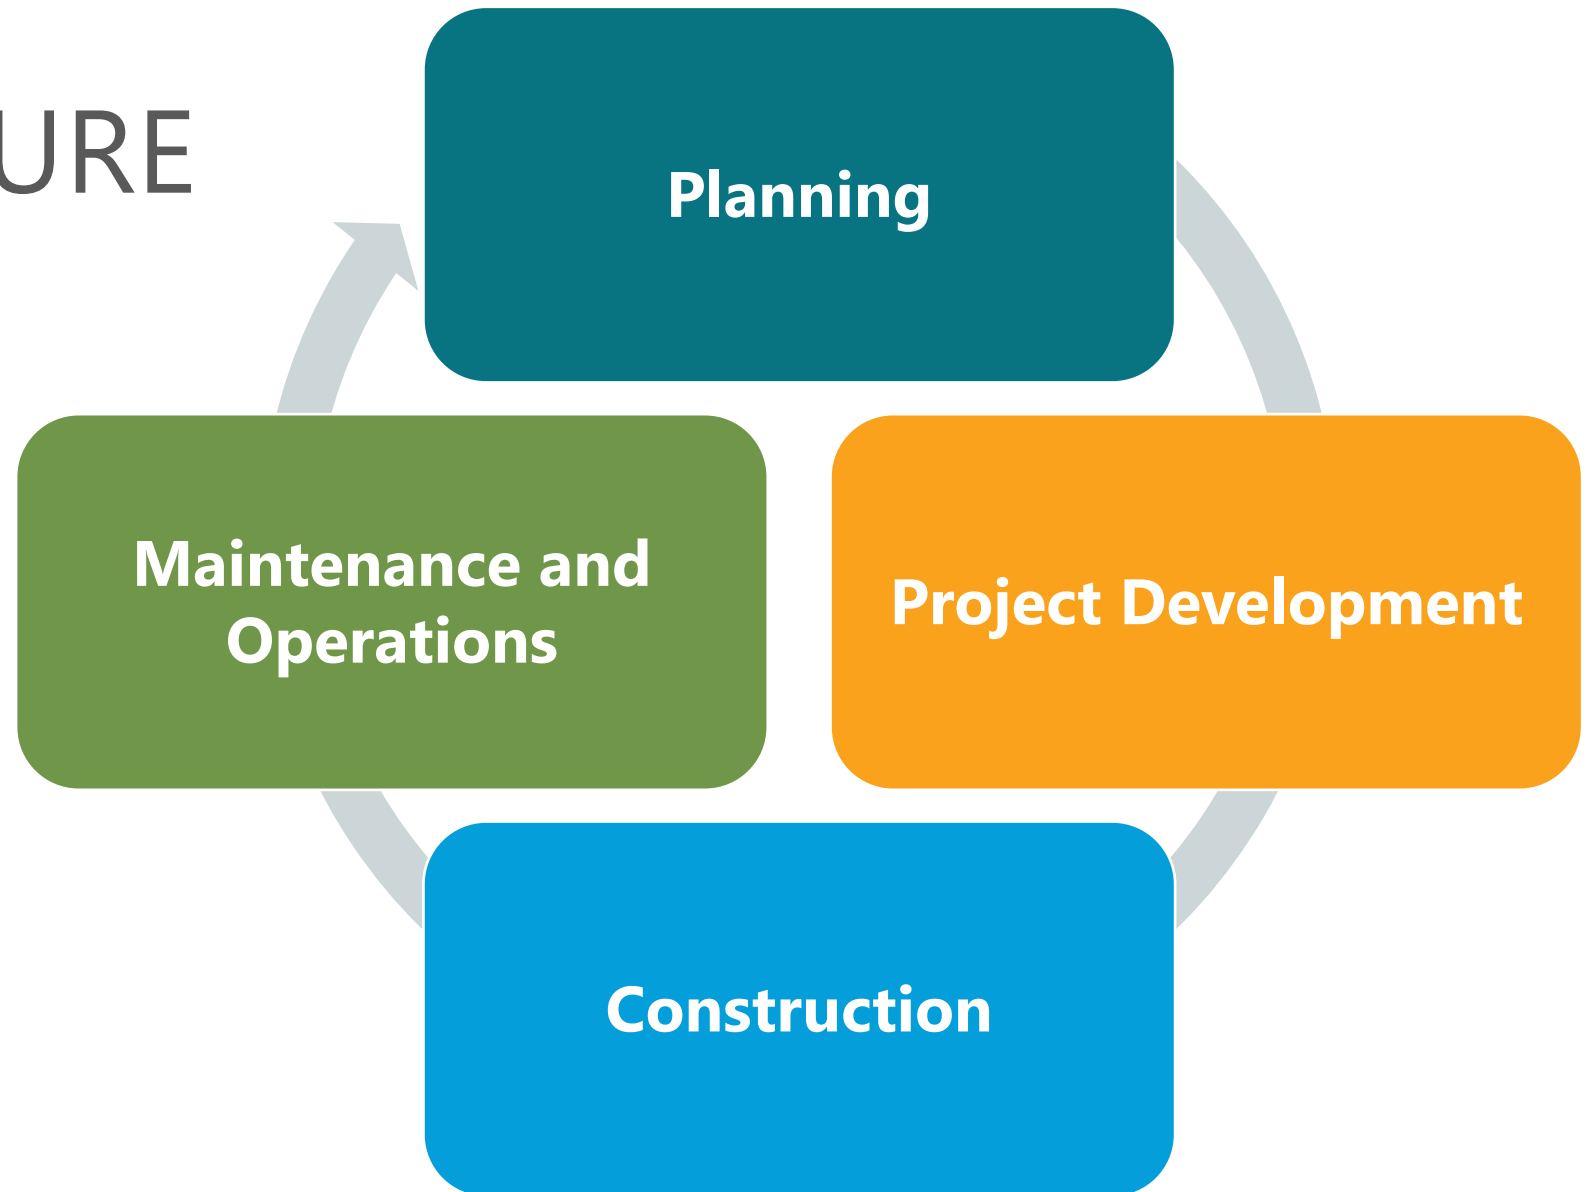 URE
Planning
Maintenance and
Operations
Project Development
Construction